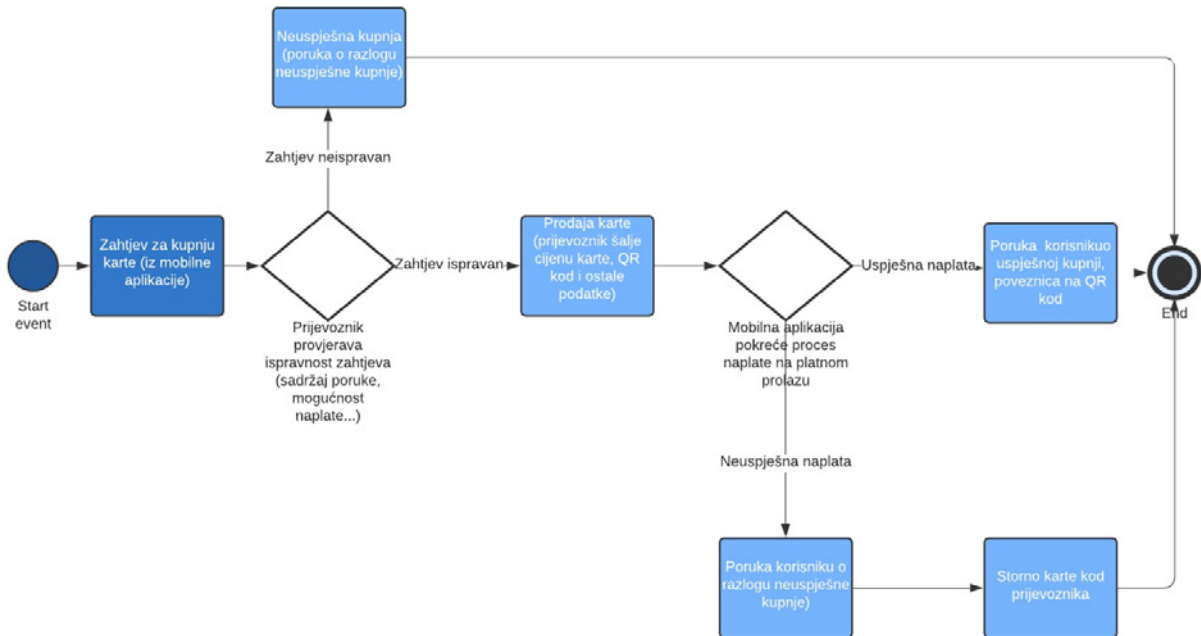 Neuspješna kupnja
(poruka o razlogu
neuspješne kupnje)
Zahtjev neispravan
Start
event
Zahtjev za kupnju
karte (iz mobilne
aplikacije)
Prijevoznik
provjerava
ispravnost zahtjeva
(sadržaj poruke,
mogućnost
naplate...)
Zahtjev ispravan
Prodaja karte
(prijevoznik šalje
cijenu karte, QR
kod i ostale
podatke)
Mobilna aplikacija
pokreće proces
naplate na platnom
prolazu
Uspješna naplata
Poruka korisnikuo
uspješnoj kupnji,
poveznica na QR
kod
End
Neuspješna naplata
Poruka korisniku o
razlogu neuspješne
kupnje)
Storno karte kod
prijevoznika